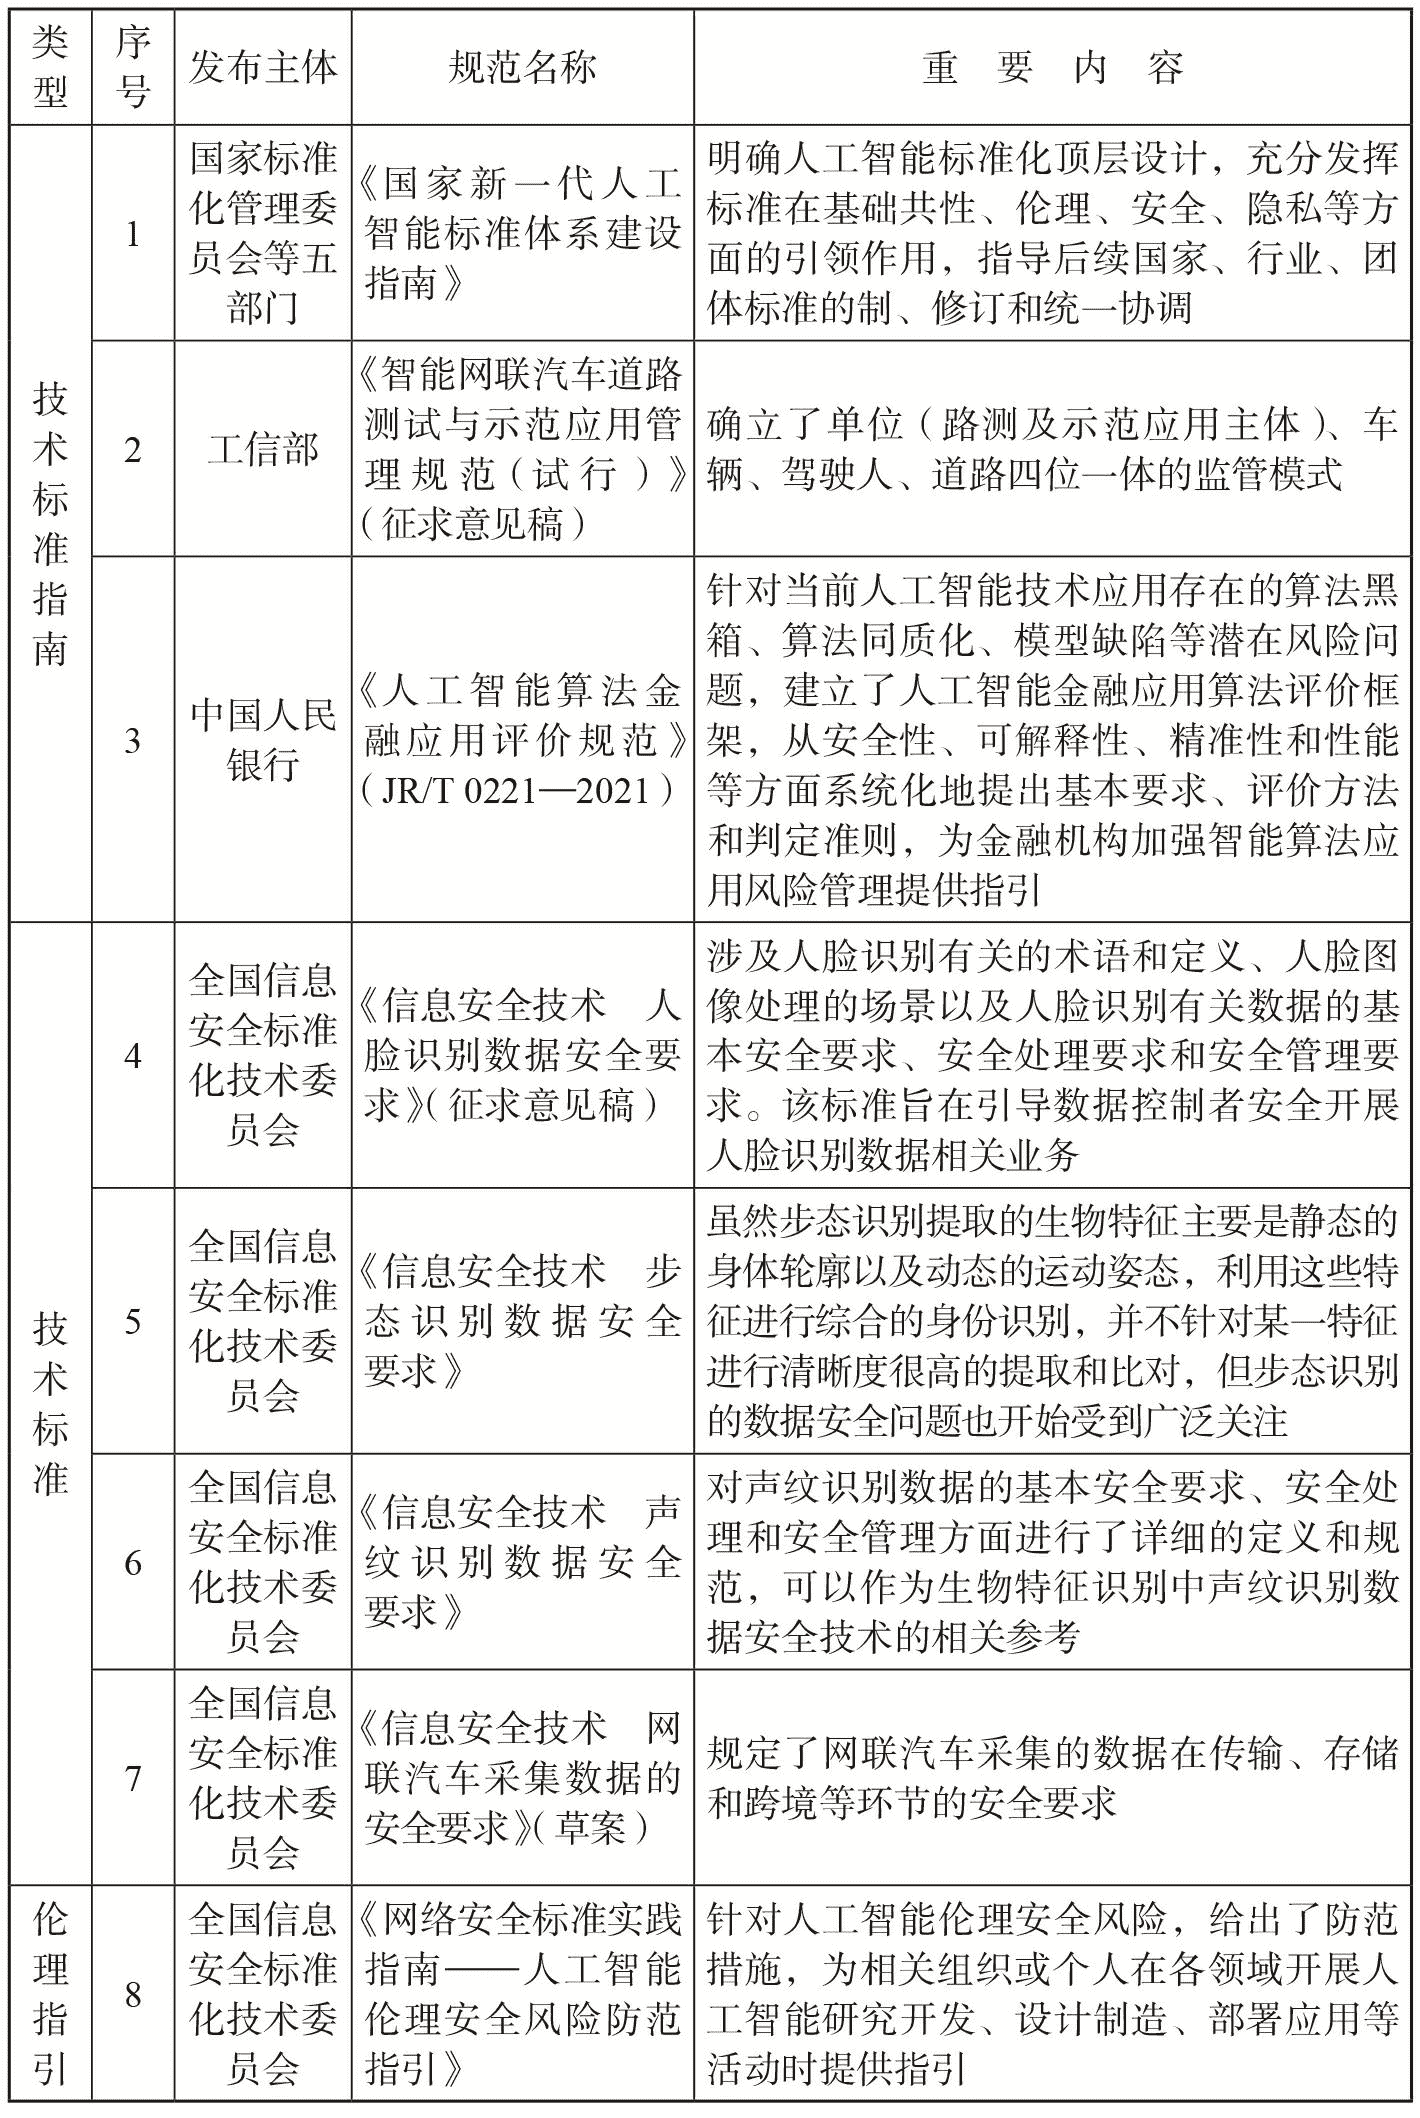 类型
序号
发布主体
规范名称
重要内容
技术标准指南
1
国家标准
化管理委
员会等五
部门
《国家新一代人工
智能标准体系建设
指南》
明确人工智能标准化顶层设计，充分发挥
标准在基础共性、伦理、安全、隐私等方
面的引领作用，指导后续国家、行业、团
体标准的制、修订和统一协调
2
工信部
《智能网联汽车道路
测试与示范应用管
理规范（试行）》
（征求意见稿）
确立了单位（路测及示范应用主体）、车
辆、驾驶人、道路四位一体的监管模式
3
中国人民
银行
《人工智能算法金
融应用评价规范》
（JR/T 0221—2021）
针对当前人工智能技术应用存在的算法黑
箱、算法同质化、模型缺陷等潜在风险问
题，建立了人工智能金融应用算法评价框
架，从安全性、可解释性、精准性和性能
等方面系统化地提出基本要求、评价方法
和判定准则，为金融机构加强智能算法应
用风险管理提供指引
技术标准
4
全国信息
安全标准
化技术委
员会
《信息安全技术　人
脸识别数据安全要
求》（征求意见稿）
涉及人脸识别有关的术语和定义、人脸图
像处理的场景以及人脸识别有关数据的基
本安全要求、安全处理要求和安全管理要
求。该标准旨在引导数据控制者安全开展
人脸识别数据相关业务
5
全国信息
安全标准
化技术委
员会
《信息安全技术　步
态识别数据安全
要求》
虽然步态识别提取的生物特征主要是静态的
身体轮廓以及动态的运动姿态，利用这些特
征进行综合的身份识别，并不针对某一特征
进行清晰度很高的提取和比对，但步态识别
的数据安全问题也开始受到广泛关注
6
全国信息
安全标准
化技术委
员会
《信息安全技术　声
纹识别数据安全
要求》
对声纹识别数据的基本安全要求、安全处
理和安全管理方面进行了详细的定义和规
范，可以作为生物特征识别中声纹识别数
据安全技术的相关参考
7
全国信息
安全标准
化技术委
员会
《信息安全技术　网
联汽车采集数据的
安全要求》（草案）
规定了网联汽车采集的数据在传输、存储
和跨境等环节的安全要求
伦理指引
8
全国信息
安全标准
化技术委
员会
《网络安全标准实践
指南——人工智能
伦理安全风险防范
指引》
针对人工智能伦理安全风险，给出了防范
措施，为相关组织或个人在各领域开展人
工智能研究开发、设计制造、部署应用等
活动时提供指引